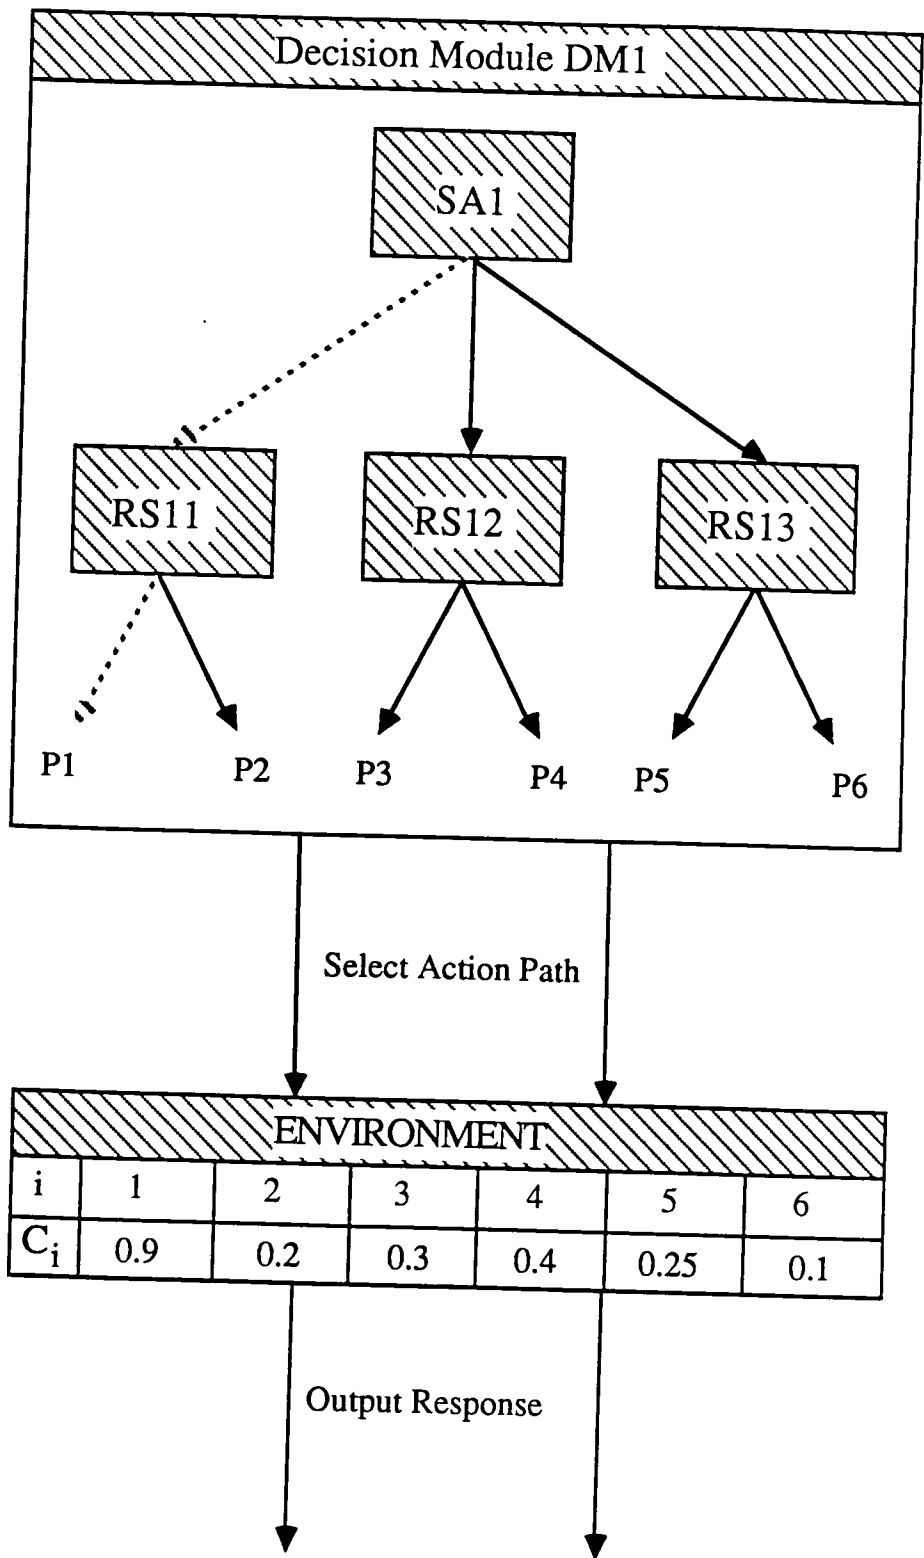 Decision Module DM1
SA1
RS11 RS12 RS13
P1 P2 P3 P4 P5 P6
Select Action Path
ENVIRONMENT
i 1 2 3 4 5 6
Ci 0.9 0.2 0.3 0.4 0.25 0.1
Output Response